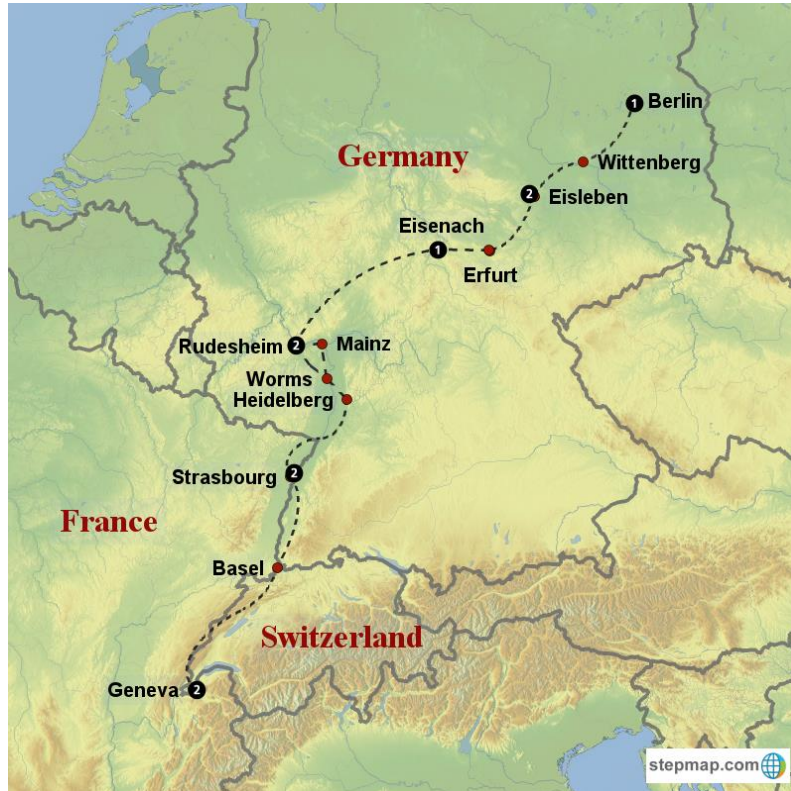 1 Berlin
Wittenberg
Germany
2 Eisleben
Eisenach
1
Erfurt
Rudesheim 2
Mainz
Worms
Heidelberg
Strasbourg 2
France
Basel
Switzerland
Geneva 2
stepmap.com